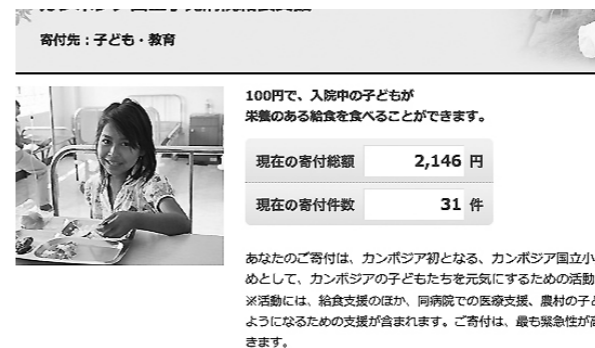 寄付先：子ども・教育
100円で、入院中の子どもが
栄養のある給食を食べることができます。
現在の寄付総額 2,146 円
現在の寄付件数 31 件
あなたのご寄付は、カンボジア初となる、カンボジア国立小
めとして、カンボジアの子どもたちを元気にするための活動
※活動には、給食支援のほか、同病院での医療支援、農村の子ど
ようになるための支援が含まれます。ご寄付は、最も緊急性が高
きます。